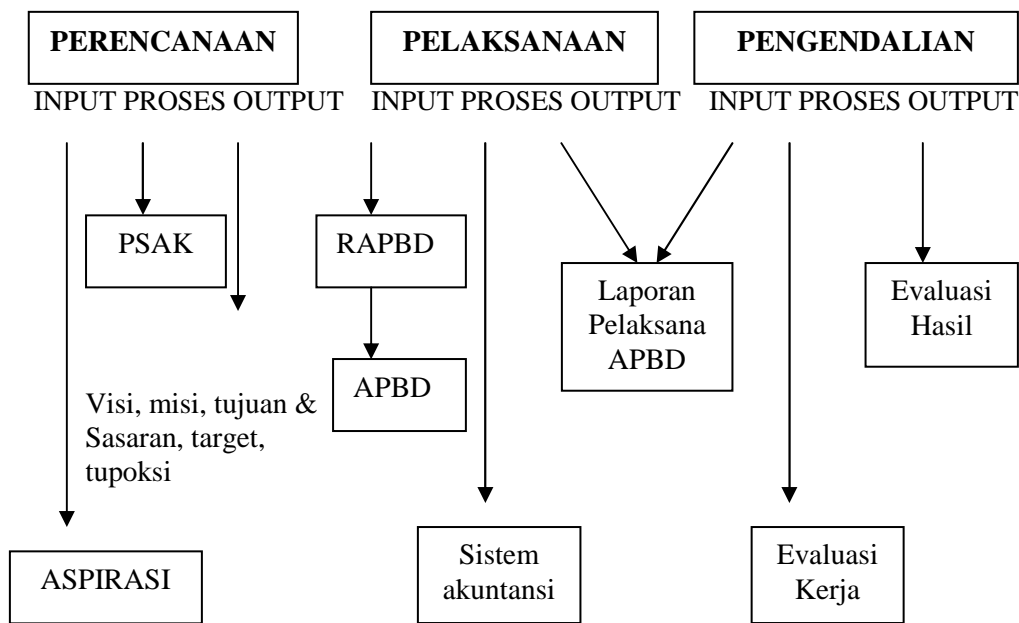 PERENCANAAN
PELAKSANAAN
PENGENDALIAN
INPUT PROSES OUTPUT
INPUT PROSES OUTPUT
INPUT PROSES OUTPUT
PSAK
RAPBD
Laporan
Pelaksana
APBD
Evaluasi
Hasil
APBD
Visi, misi, tujuan &
Sasaran, target,
tupoksi
ASPIRASI
Sistem
akuntansi
Evaluasi
Kerja